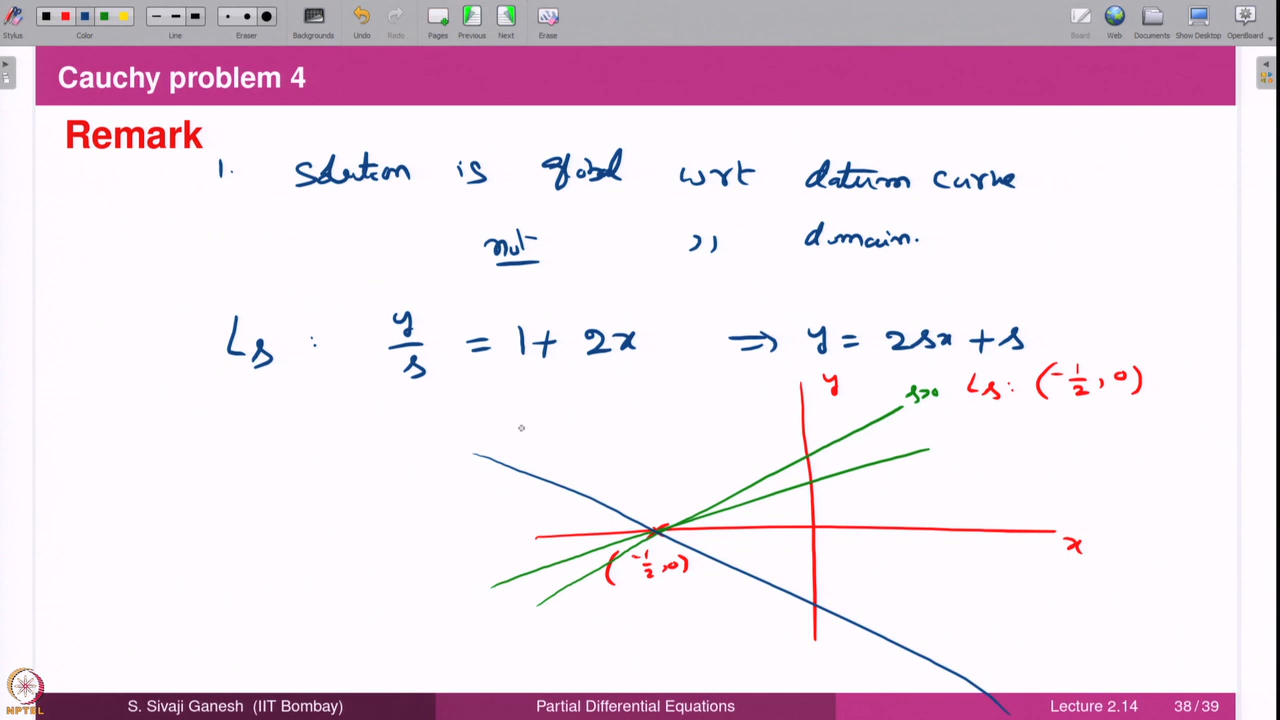 Stylus Color Line Eraser Backgrounds Undo Redo Pages Previous Next Erase Board Web Documents Show Desktop OpenBoard
Cauchy problem 4
Remark
1. Solution is global wrt datum curve
not " domain.
Ls : y/s = 1 + 2x ⟹ y = 2sx + s
y s>0 Ls : (-1/2, 0)
x
(-1/2, 0)
NPTEL
S. Sivaji Ganesh (IIT Bombay) Partial Differential Equations Lecture 2.14 38 / 39